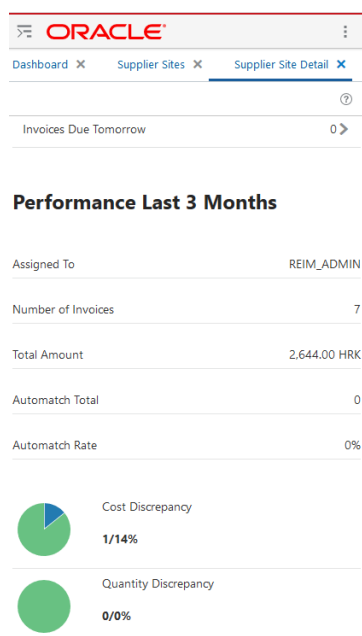 ORACLE
Dashboard Supplier Sites Supplier Site Detail
Invoices Due Tomorrow 0
Performance Last 3 Months
Assigned To REIM_ADMIN
Number of Invoices 7
Total Amount 2,644.00 HRK
Automatch Total 0
Automatch Rate 0%
Cost Discrepancy
1/14%
Quantity Discrepancy
0/0%